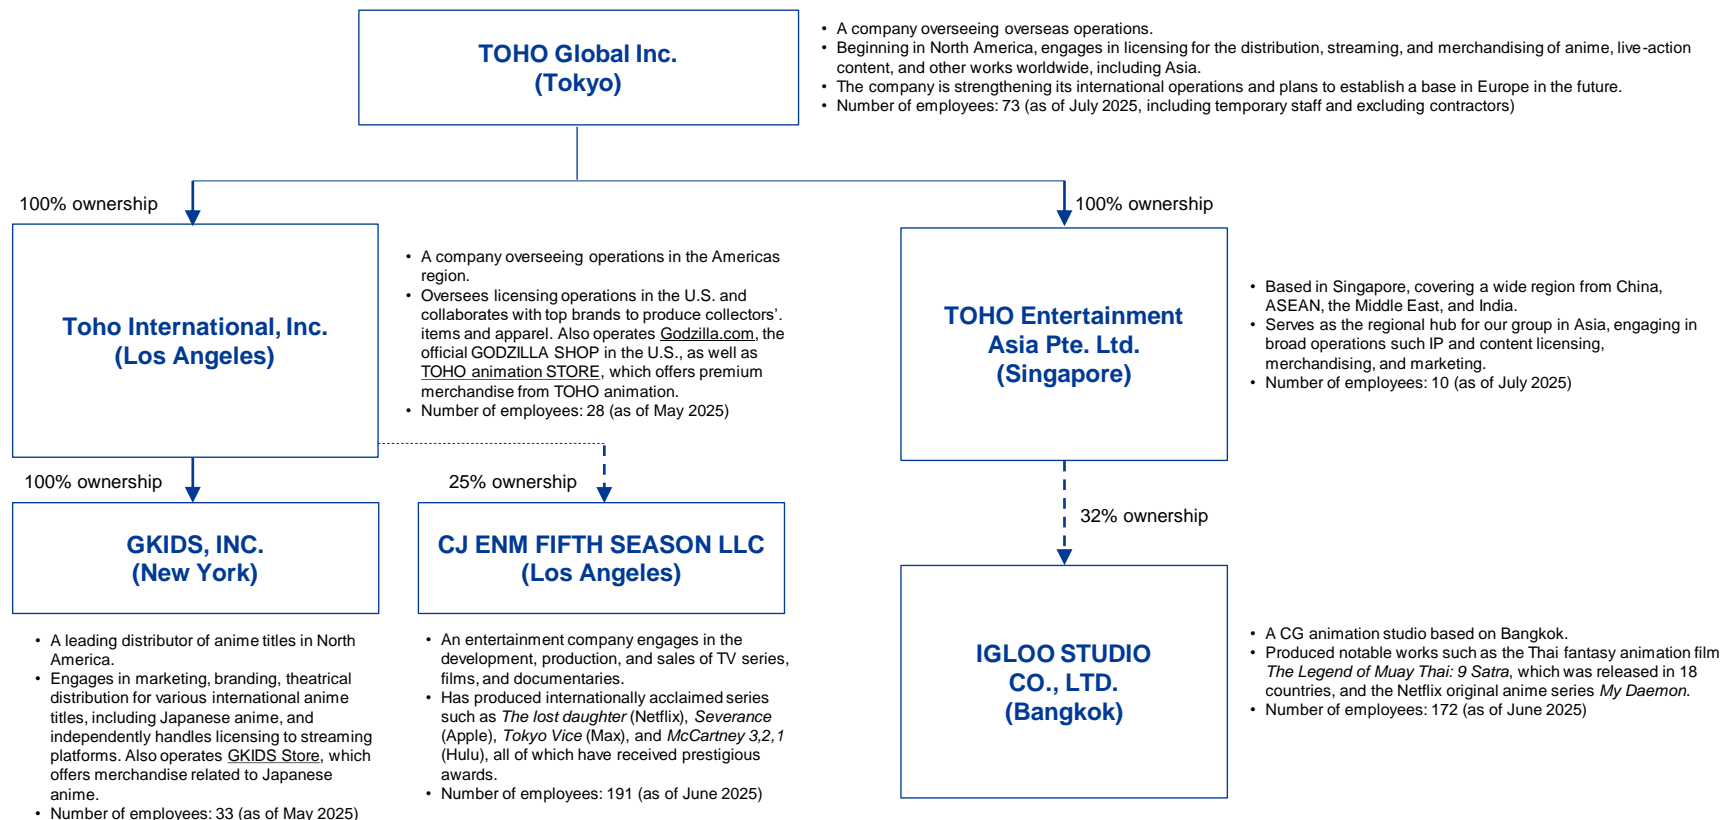 TOHO Global Inc.
(Tokyo)
• A company overseeing overseas operations.
• Beginning in North America, engages in licensing for the distribution, streaming, and merchandising of anime, live-action
content, and other works worldwide, including Asia.
• The company is strengthening its international operations and plans to establish a base in Europe in the future.
• Number of employees: 73 (as of July 2025, including temporary staff and excluding contractors)
100% ownership
100% ownership
Toho International, Inc.
(Los Angeles)
• A company overseeing operations in the Americas
region.
• Oversees licensing operations in the U.S. and
collaborates with top brands to produce collectors’.
items and apparel. Also operates Godzilla.com, the
official GODZILLA SHOP in the U.S., as well as
TOHO animation STORE, which offers premium
merchandise from TOHO animation.
• Number of employees: 28 (as of May 2025)
TOHO Entertainment
Asia Pte. Ltd.
(Singapore)
• Based in Singapore, covering a wide region from China,
ASEAN, the Middle East, and India.
• Serves as the regional hub for our group in Asia, engaging in
broad operations such IP and content licensing,
merchandising, and marketing.
• Number of employees: 10 (as of July 2025)
100% ownership
25% ownership
32% ownership
GKIDS, INC.
(New York)
• A leading distributor of anime titles in North
America.
• Engages in marketing, branding, theatrical
distribution for various international anime
titles, including Japanese anime, and
independently handles licensing to streaming
platforms. Also operates GKIDS Store, which
offers merchandise related to Japanese
anime.
• Number of employees: 33 (as of May 2025)
CJ ENM FIFTH SEASON LLC
(Los Angeles)
• An entertainment company engages in the
development, production, and sales of TV series,
films, and documentaries.
• Has produced internationally acclaimed series
such as The lost daughter (Netflix), Severance
(Apple), Tokyo Vice (Max), and McCartney 3,2,1
(Hulu), all of which have received prestigious
awards.
• Number of employees: 191 (as of June 2025)
IGLOO STUDIO
CO., LTD.
(Bangkok)
• A CG animation studio based on Bangkok.
• Produced notable works such as the Thai fantasy animation film
The Legend of Muay Thai: 9 Satra, which was released in 18
countries, and the Netflix original anime series My Daemon.
• Number of employees: 172 (as of June 2025)